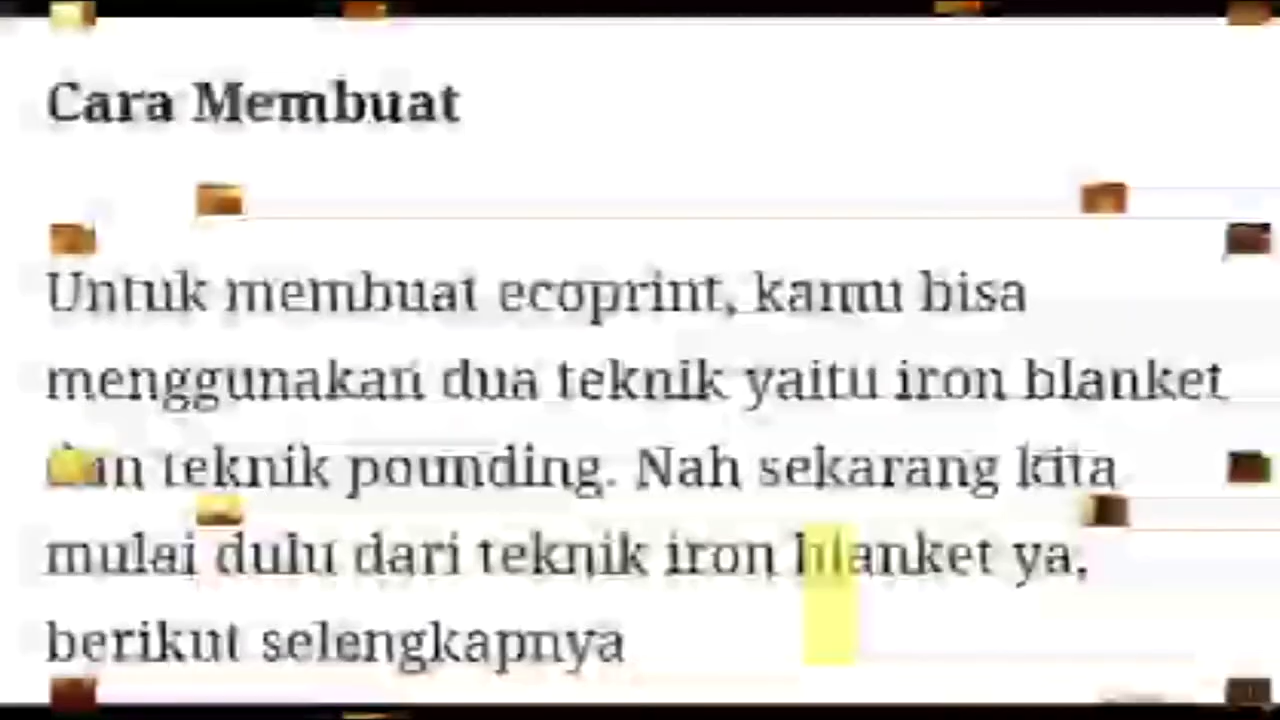 Cara Membuat
Untuk membuat ecoprint, kamu bisa
menggunakan dua teknik yaitu iron blanket
dan teknik pounding. Nah sekarang kita
mulai dulu dari teknik iron blanket ya,
berikut selengkapnya